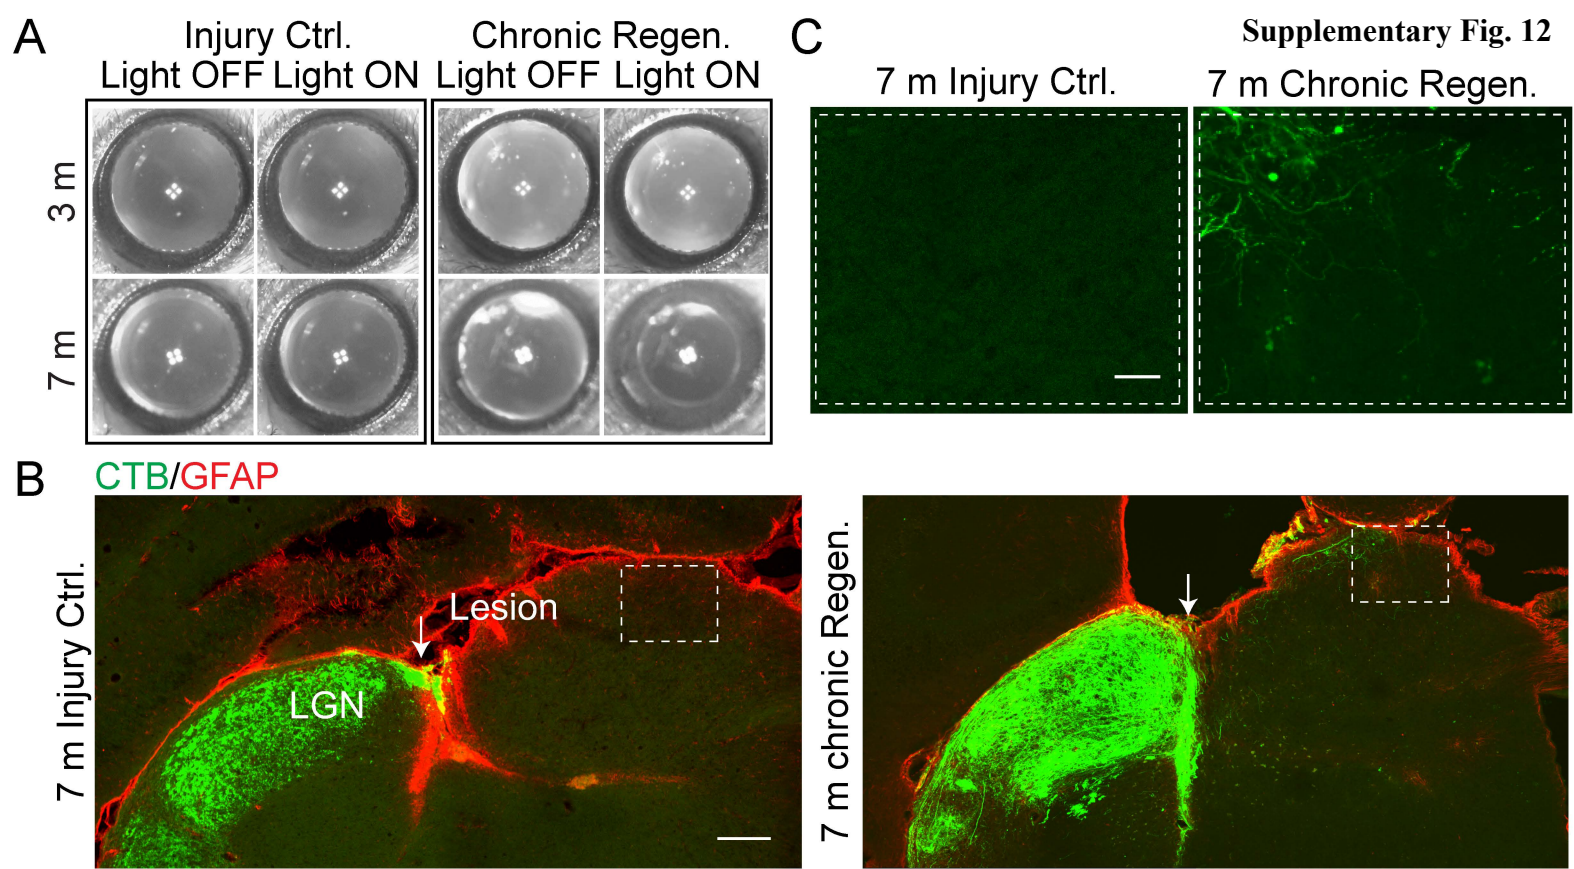 A
Injury Ctrl.
Light OFF Light ON
Chronic Regen.
Light OFF Light ON
3 m
7 m
C
Supplementary Fig. 12
7 m Injury Ctrl.
7 m Chronic Regen.
B
CTB/GFAP
7 m Injury Ctrl.
Lesion
LGN
7 m chronic Regen.